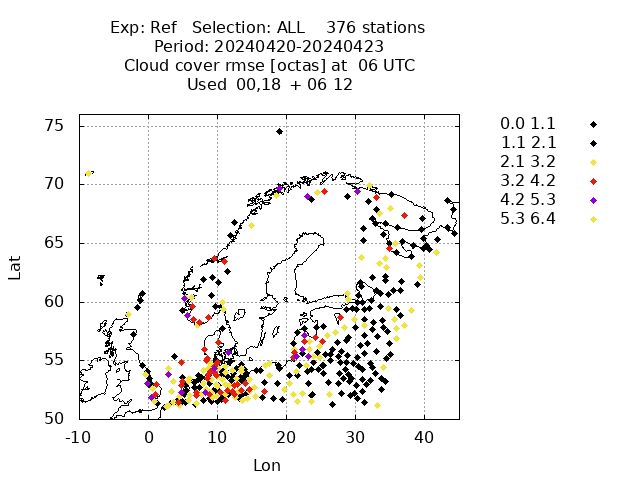 Exp: Ref   Selection: ALL    376 stations
Period: 20240420-20240423
Cloud cover rmse [octas] at  06 UTC
Used  00,18  + 06 12
75
70
65
60
55
50
-10 0 10 20 30 40
Lat
Lon
0.0 1.1
1.1 2.1
2.1 3.2
3.2 4.2
4.2 5.3
5.3 6.4